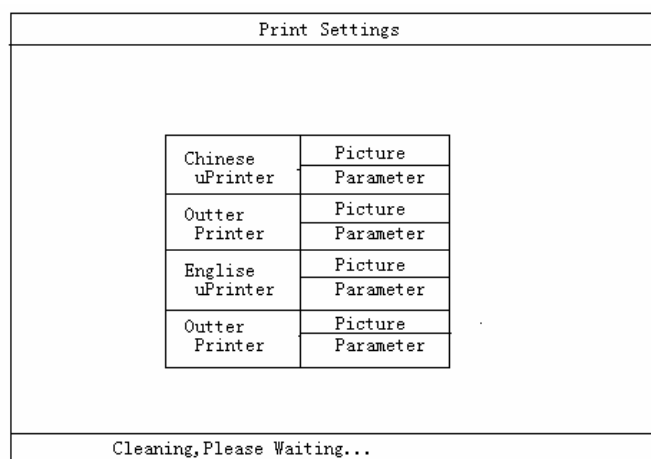 Print Settings
Chinese
uPrinter
Picture
Parameter
Outter
Printer
Picture
Parameter
Englise
uPrinter
Picture
Parameter
Outter
Printer
Picture
Parameter
Cleaning,Please Waiting...